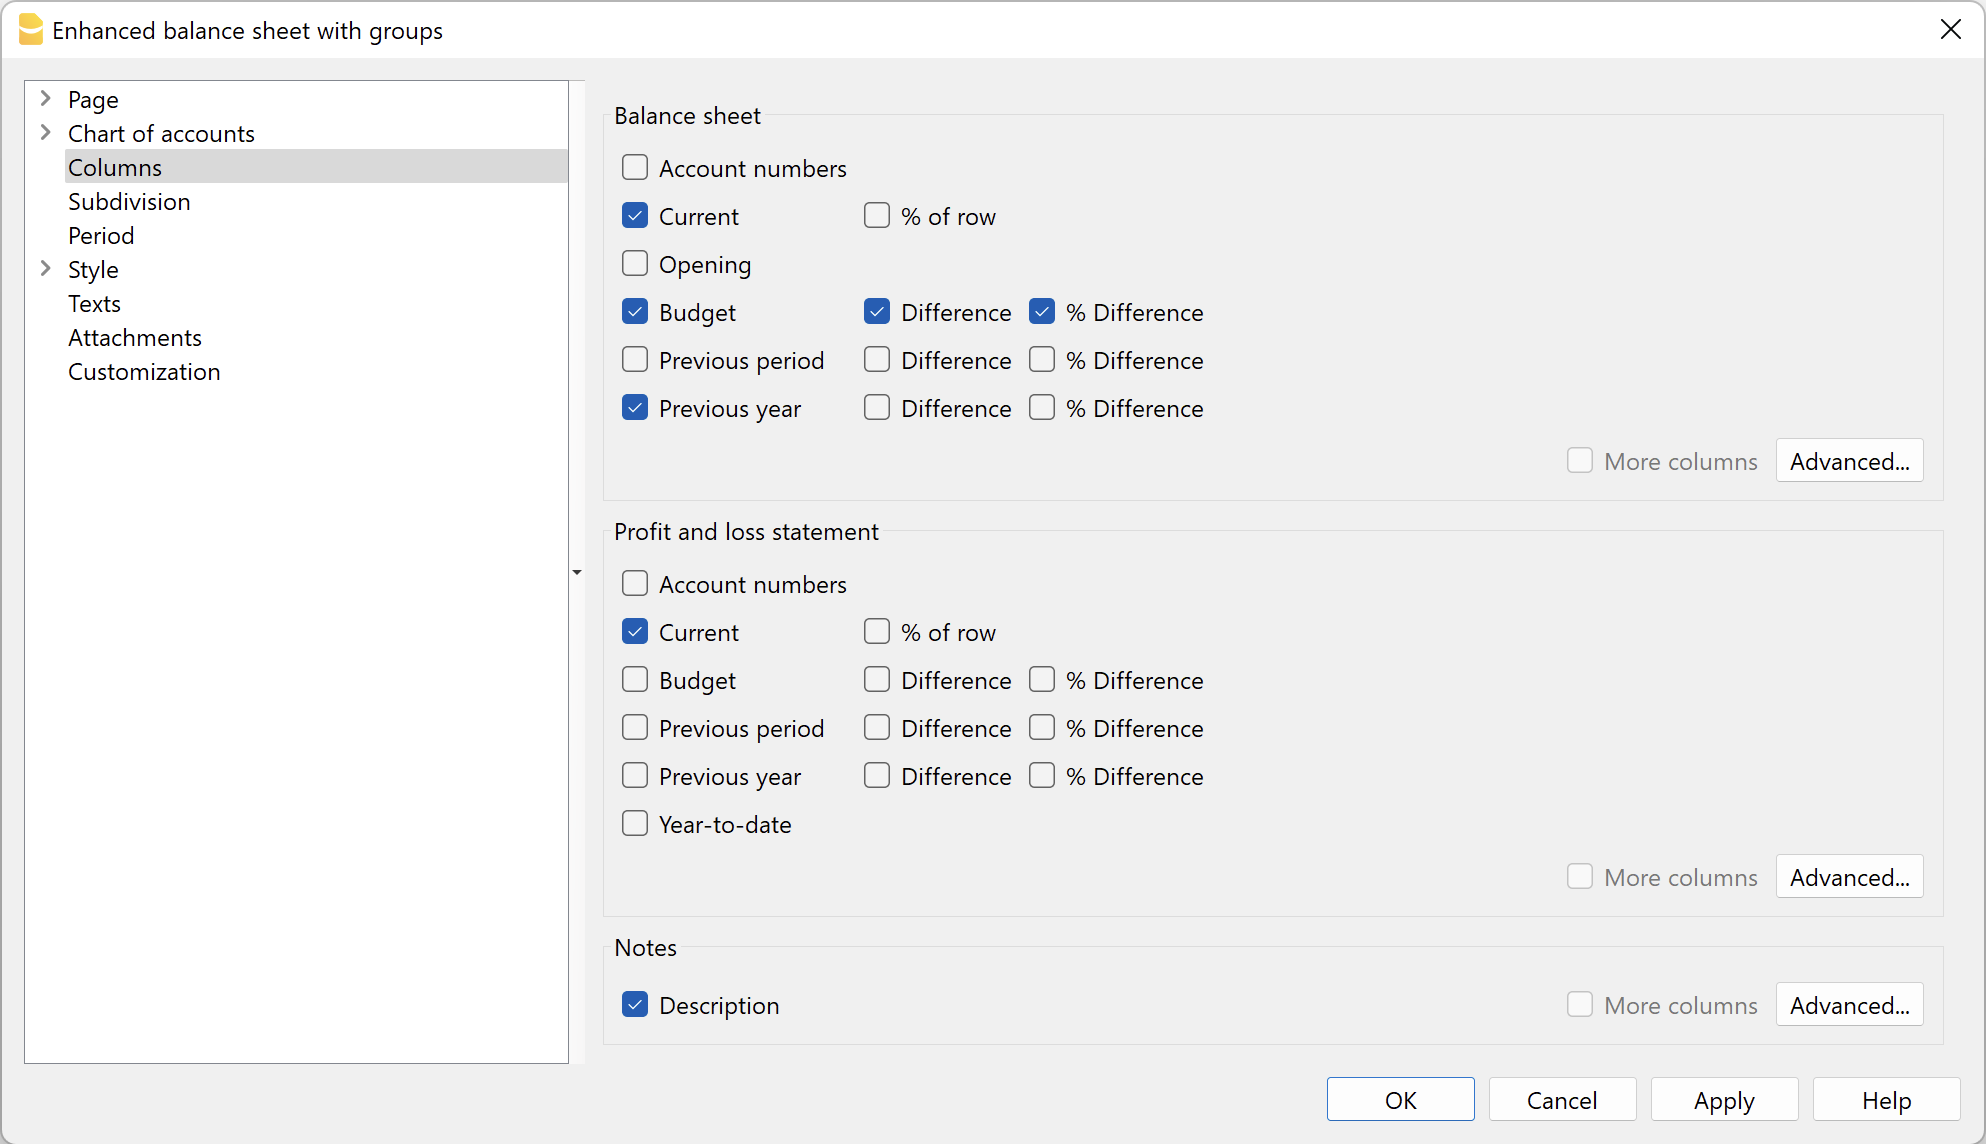 Enhanced balance sheet with groups
Page
Chart of accounts
Columns
Subdivision
Period
Style
Texts
Attachments
Customization
Balance sheet
Account numbers
Current % of row
Opening
Budget Difference % Difference
Previous period Difference % Difference
Previous year Difference % Difference
More columns Advanced...
Profit and loss statement
Account numbers
Current % of row
Budget Difference % Difference
Previous period Difference % Difference
Previous year Difference % Difference
Year-to-date
More columns Advanced...
Notes
Description More columns Advanced...
OK Cancel Apply Help